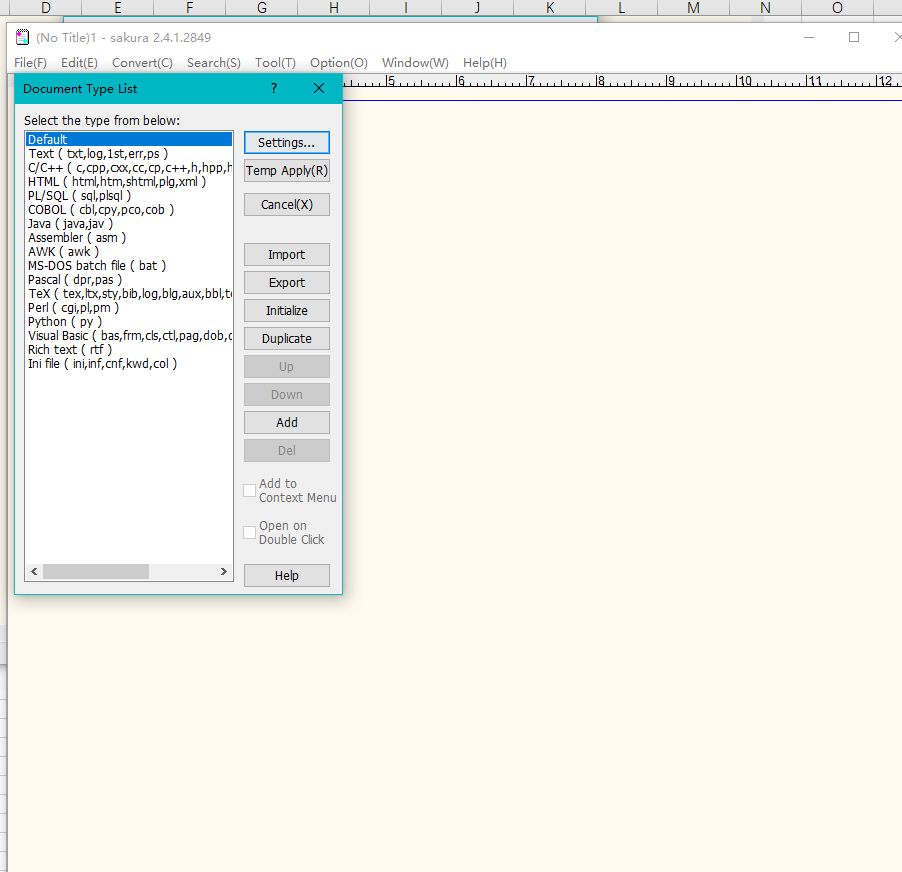 D E F G H I J K L M N O
(No Title)1 - sakura 2.4.1.2849
File(F) Edit(E) Convert(C) Search(S) Tool(T) Option(O) Window(W) Help(H)
5 6 7 8 9 10 11 12
Document Type List ?
Select the type from below:
Default
Text ( txt,log,1st,err,ps )
C/C++ ( c,cpp,cxx,cc,cp,c++,h,hpp,h
HTML ( html,htm,shtml,plg,xml )
PL/SQL ( sql,plsql )
COBOL ( cbl,cpy,pco,cob )
Java ( java,jav )
Assembler ( asm )
AWK ( awk )
MS-DOS batch file ( bat )
Pascal ( dpr,pas )
TeX ( tex,ltx,sty,bib,log,blg,aux,bbl,to
Perl ( cgi,pl,pm )
Python ( py )
Visual Basic ( bas,frm,cls,ctl,pag,dob,d
Rich text ( rtf )
Ini file ( ini,inf,cnf,kwd,col )
Settings...
Temp Apply(R)
Cancel(X)
Import
Export
Initialize
Duplicate
Up
Down
Add
Del
Add to
Context Menu
Open on
Double Click
Help